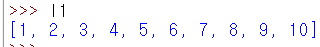 >>> l1
[1, 2, 3, 4, 5, 6, 7, 8, 9, 10]
>>>